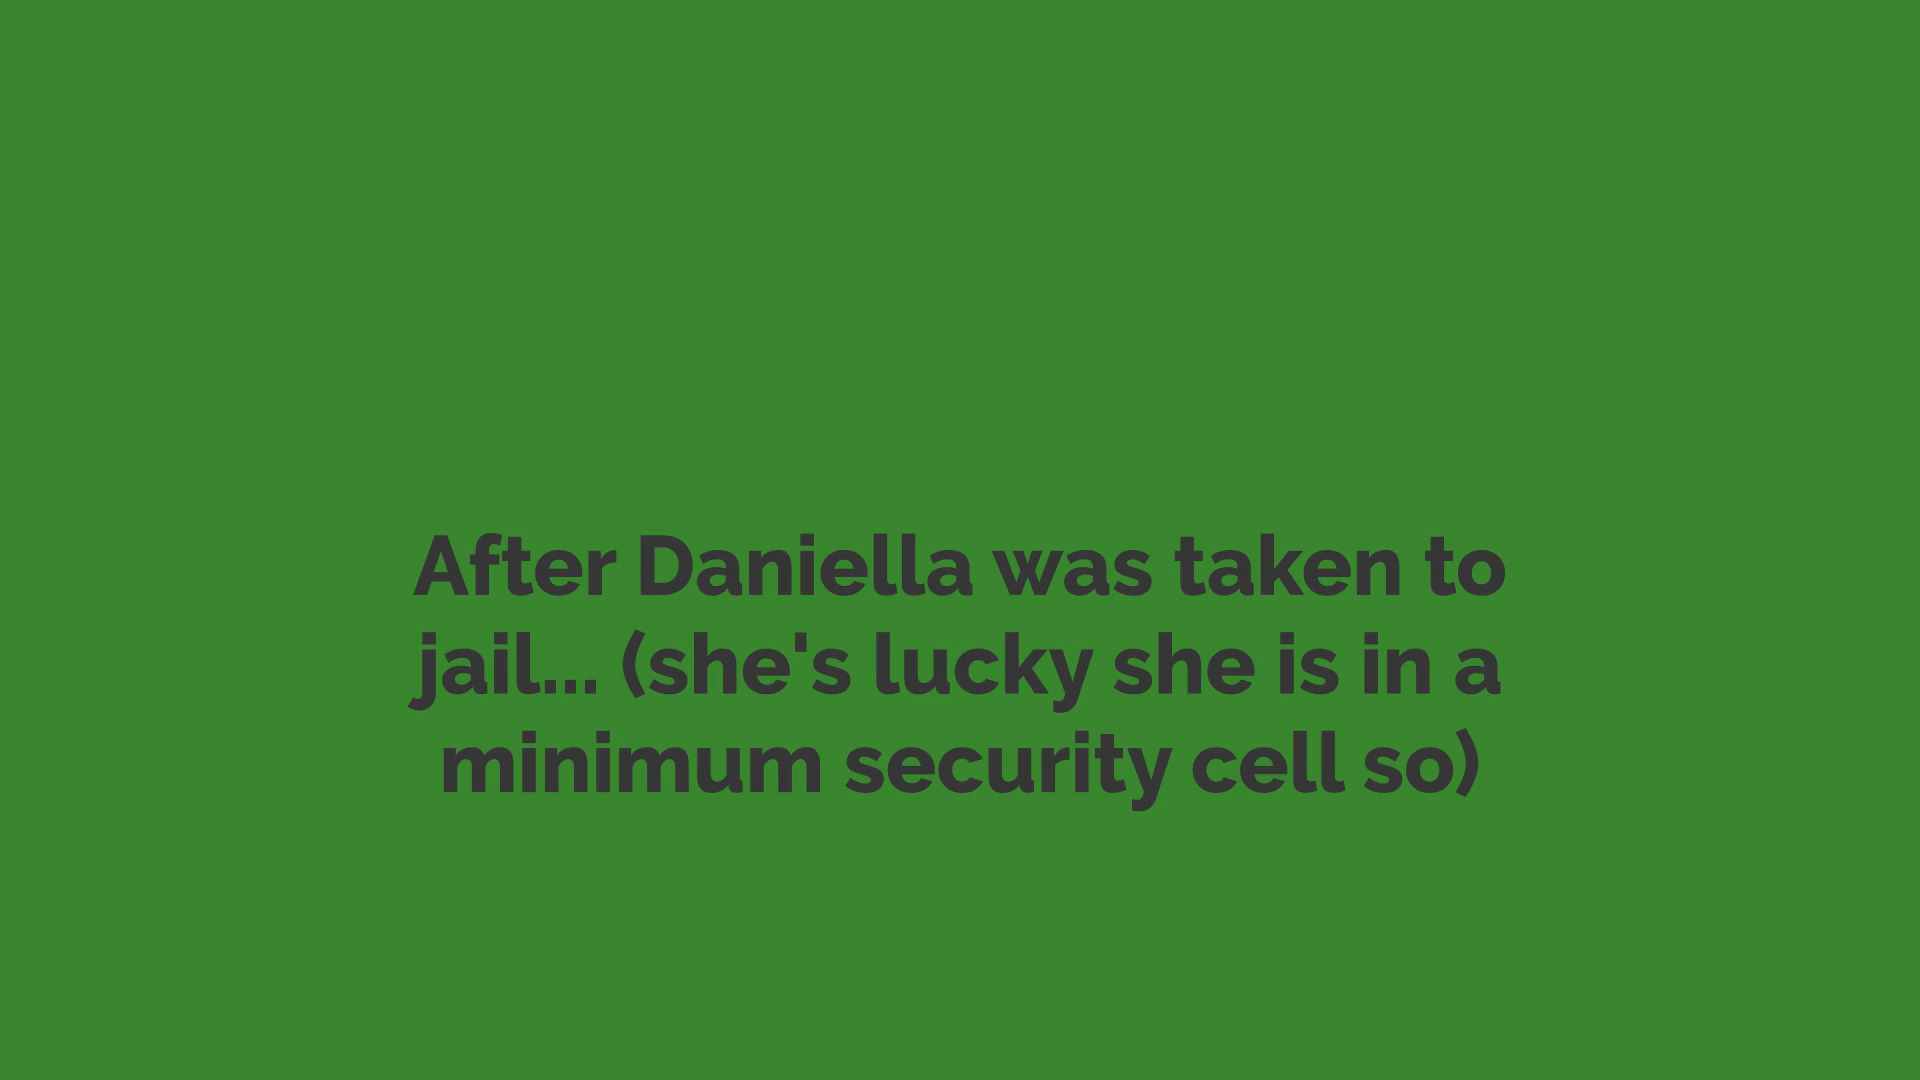 After Daniella was taken to
jail... (she's lucky she is in a
minimum security cell so)